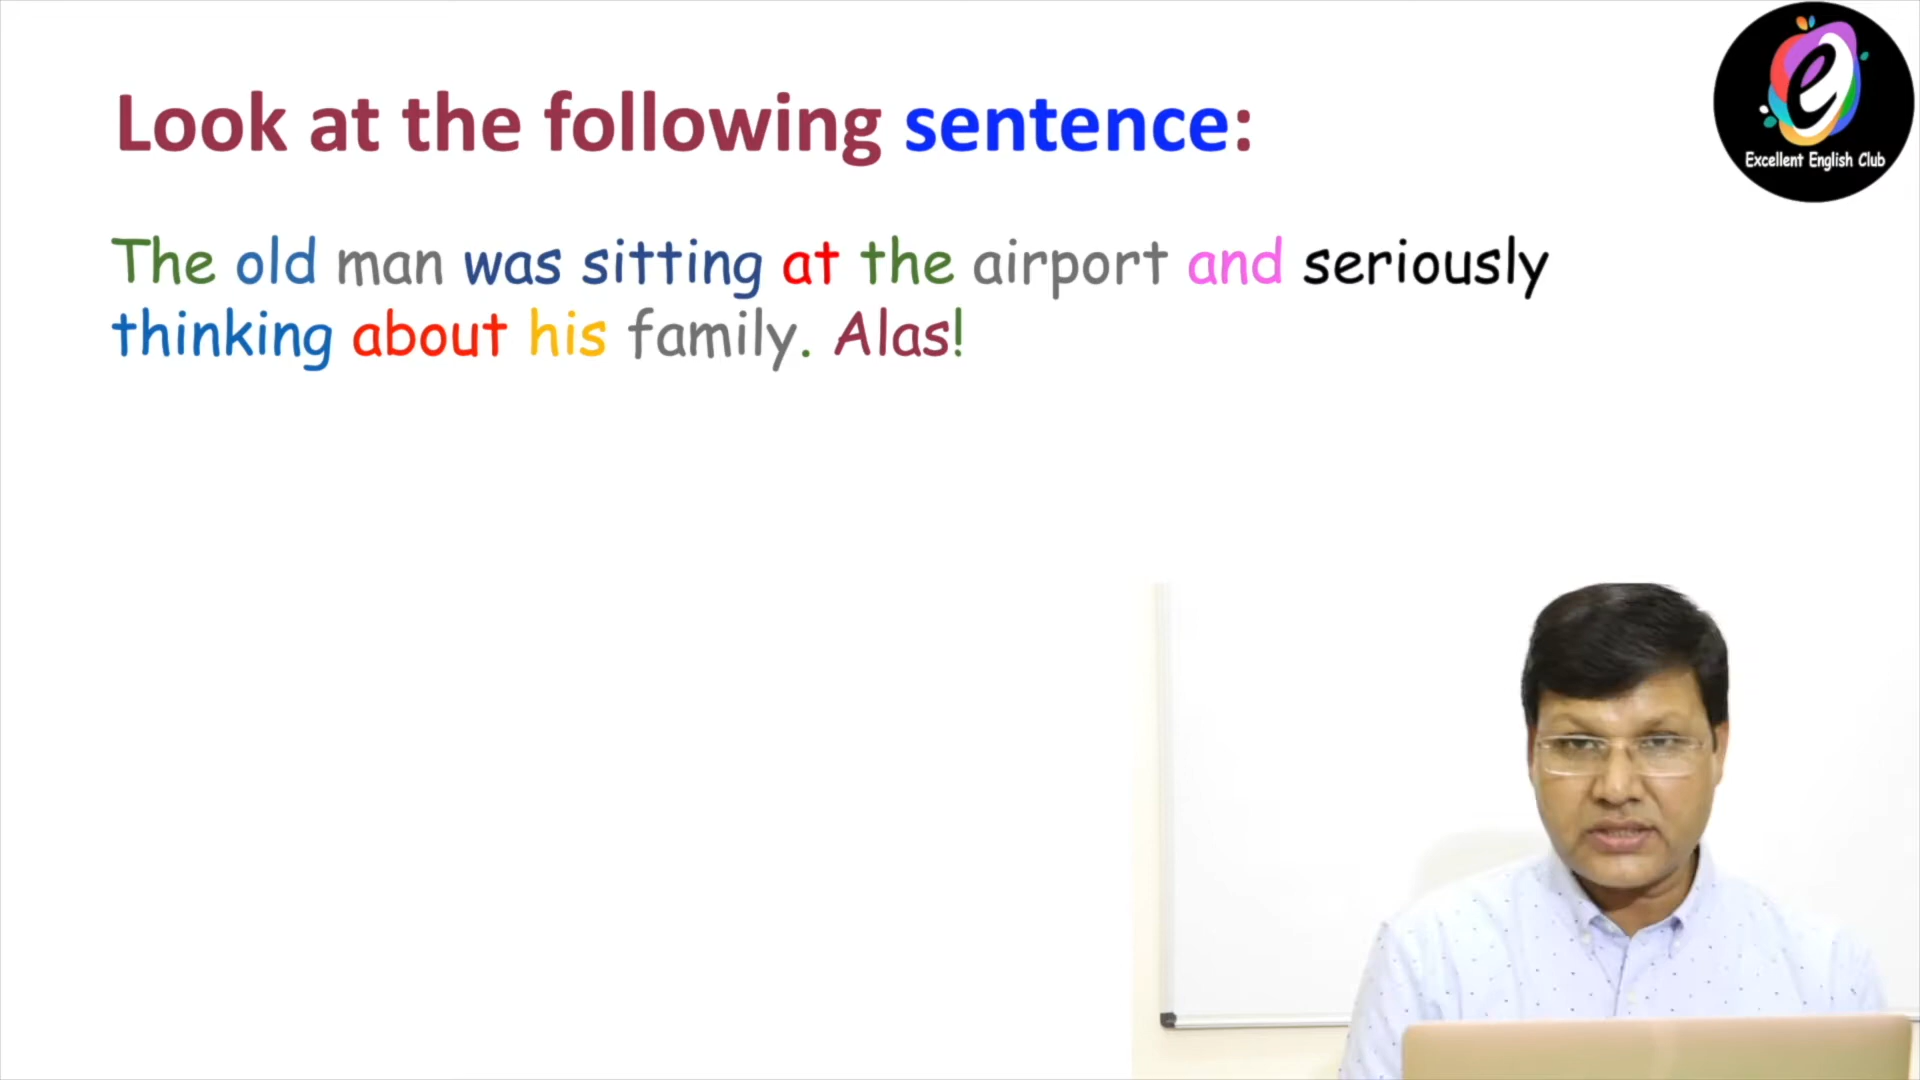 Look at the following sentence:
The old man was sitting at the airport and seriously
thinking about his family. Alas!
Excellent English Club